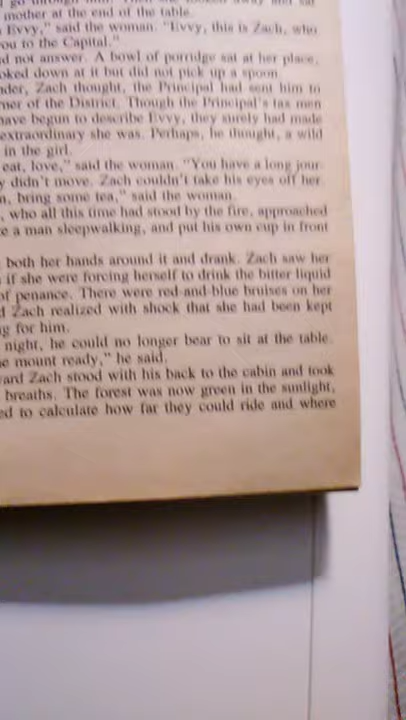 mother at the end of the table.
Evvy," said the woman. "Evvy, this is Zach, who
you to the Capital."
d not answer. A bowl of porridge sat at her place,
oked down at it but did not pick up a spoon.
nder, Zach thought, the Principal had sent him to
rner of the District. Though the Principal's tax men
have begun to describe Evvy, they surely had made
extraordinary she was. Perhaps, he thought, a wild
in the girl.
eat, love," said the woman. "You have a long jour-
y didn't move. Zach couldn't take his eyes off her.
n, bring some tea," said the woman.
, who all this time had stood by the fire, approached
e a man sleepwalking, and put his own cup in front
both her hands around it and drank. Zach saw her
if she were forcing herself to drink the bitter liquid
of penance. There were red-and-blue bruises on her
d Zach realized with shock that she had been kept
g for him.
night, he could no longer bear to sit at the table.
e mount ready," he said.
ard Zach stood with his back to the cabin and took
breaths. The forest was now green in the sunlight,
ed to calculate how far they could ride and where